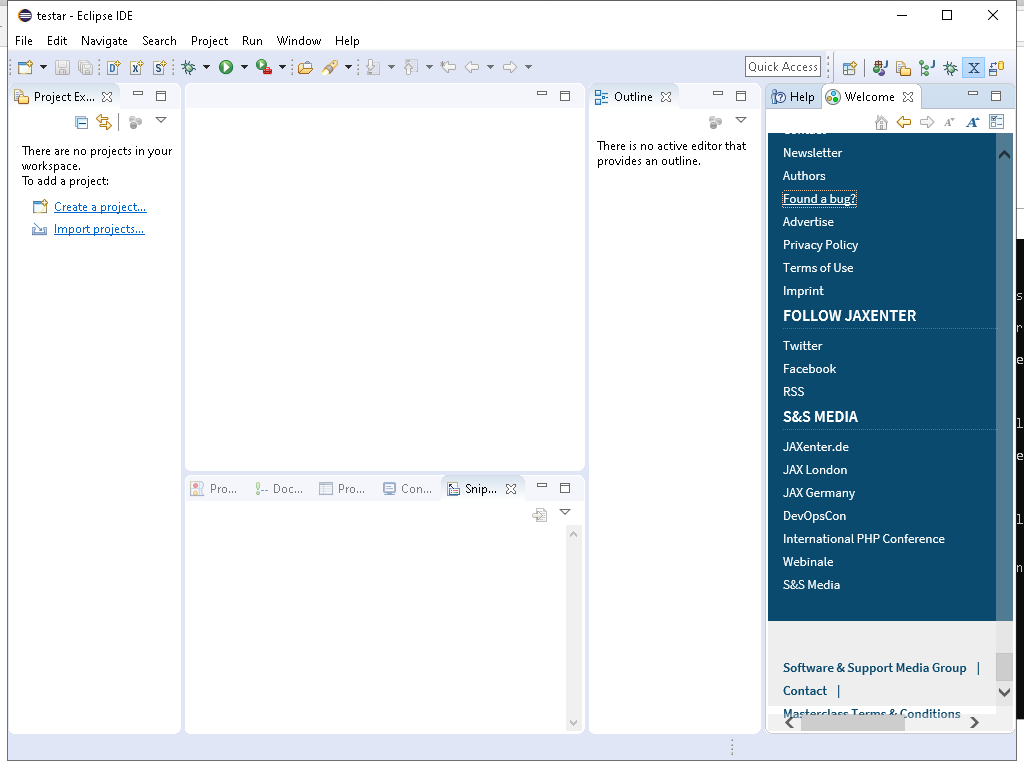 testar - Eclipse IDE
File Edit Navigate Search Project Run Window Help
Quick Access
Project Ex...
There are no projects in your
workspace.
To add a project:
Create a project...
Import projects...
Outline
There is no active editor that
provides an outline.
Pro... Doc... Pro... Con... Snip...
Help Welcome
Newsletter
Authors
Found a bug?
Advertise
Privacy Policy
Terms of Use
Imprint
FOLLOW JAXENTER
Twitter
Facebook
RSS
S&S MEDIA
JAXenter.de
JAX London
JAX Germany
DevOpsCon
International PHP Conference
Webinale
S&S Media
Software & Support Media Group |
Contact |
Masterclass Terms & Conditions